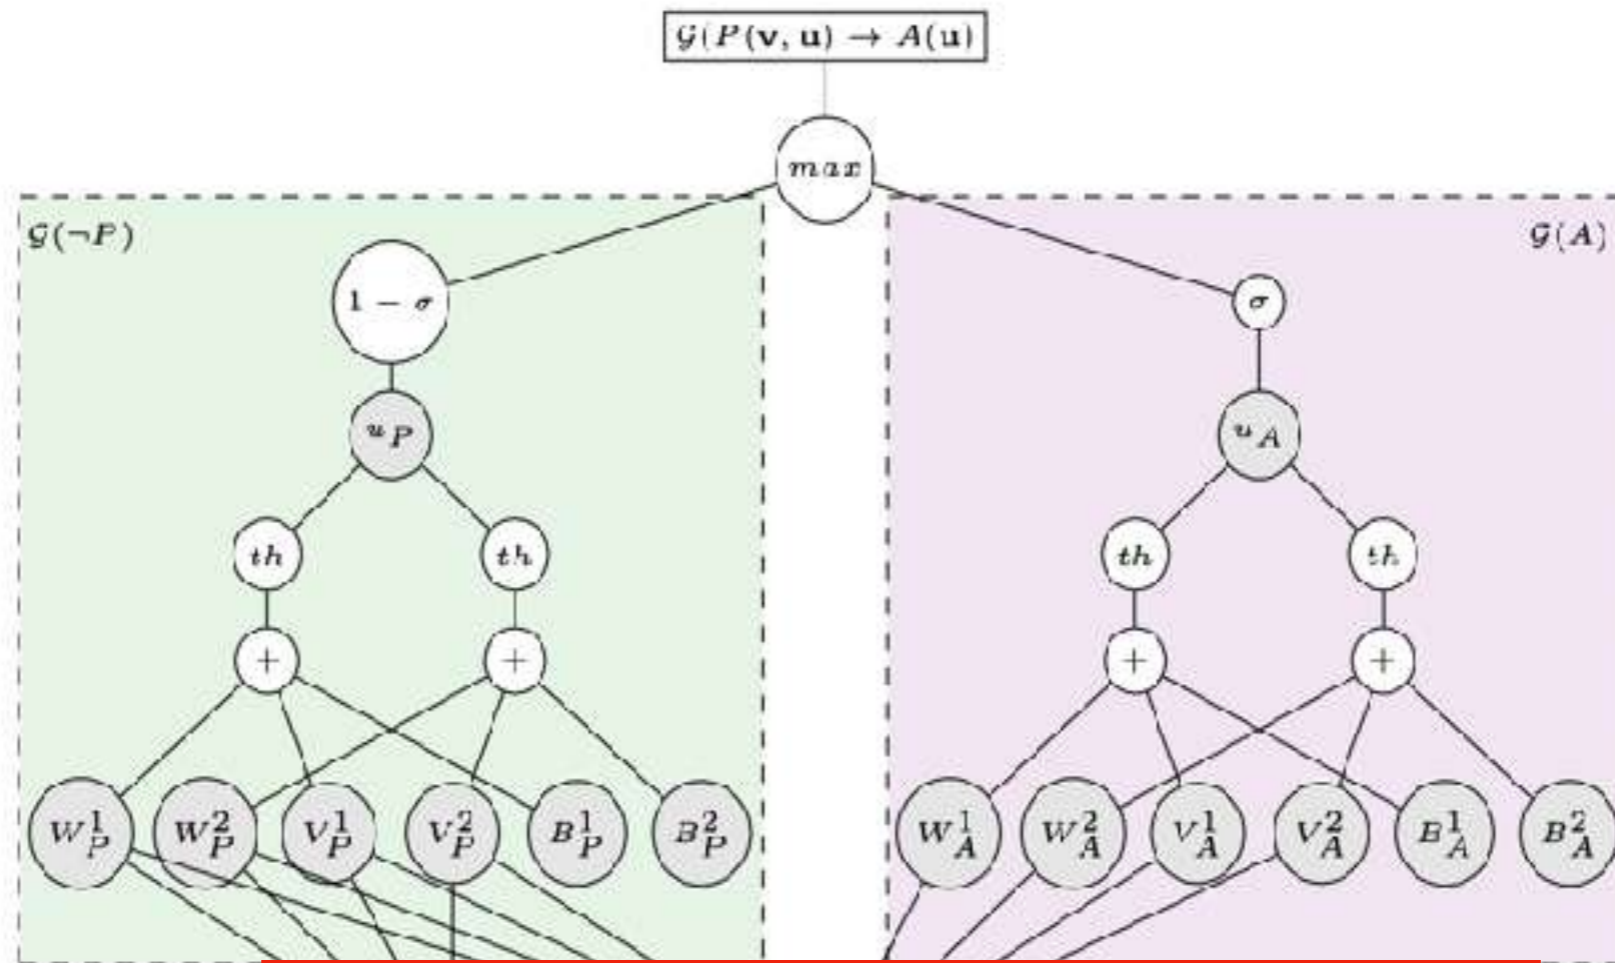 𝒢(P(v, u) → A(u)
max
𝒢(¬P)
𝒢(A)
1 − σ
σ
u_P
u_A
th th th th
+ + + +
W_P^1 W_P^2 V_P^1 V_P^2 B_P^1 B_P^2 W_A^1 W_A^2 V_A^1 V_A^2 B_A^1 B_A^2